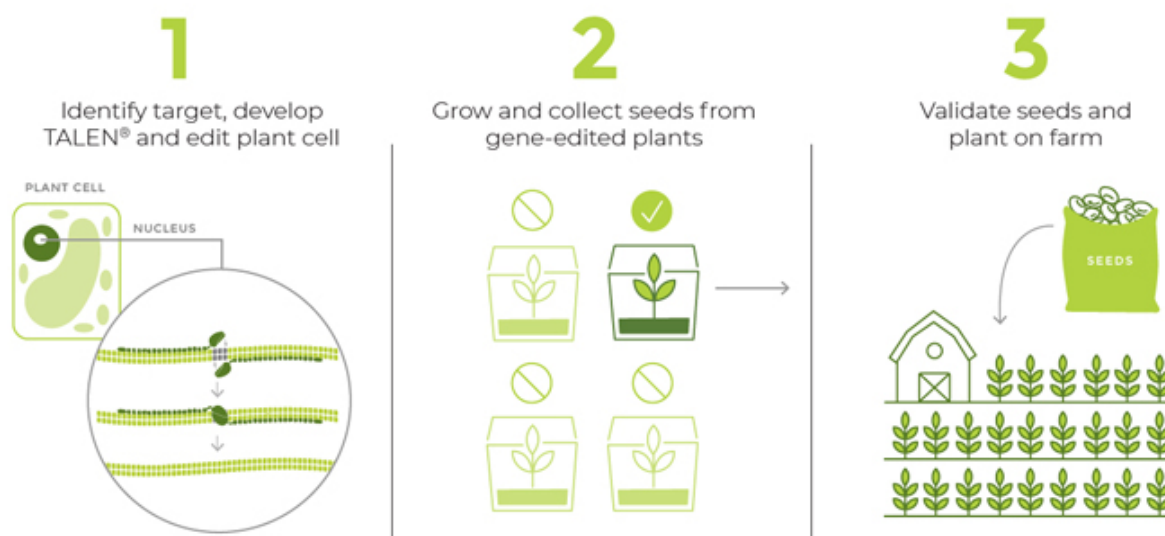 1
Identify target, develop
TALEN® and edit plant cell
PLANT CELL
NUCLEUS
2
Grow and collect seeds from
gene-edited plants
3
Validate seeds and
plant on farm
SEEDS